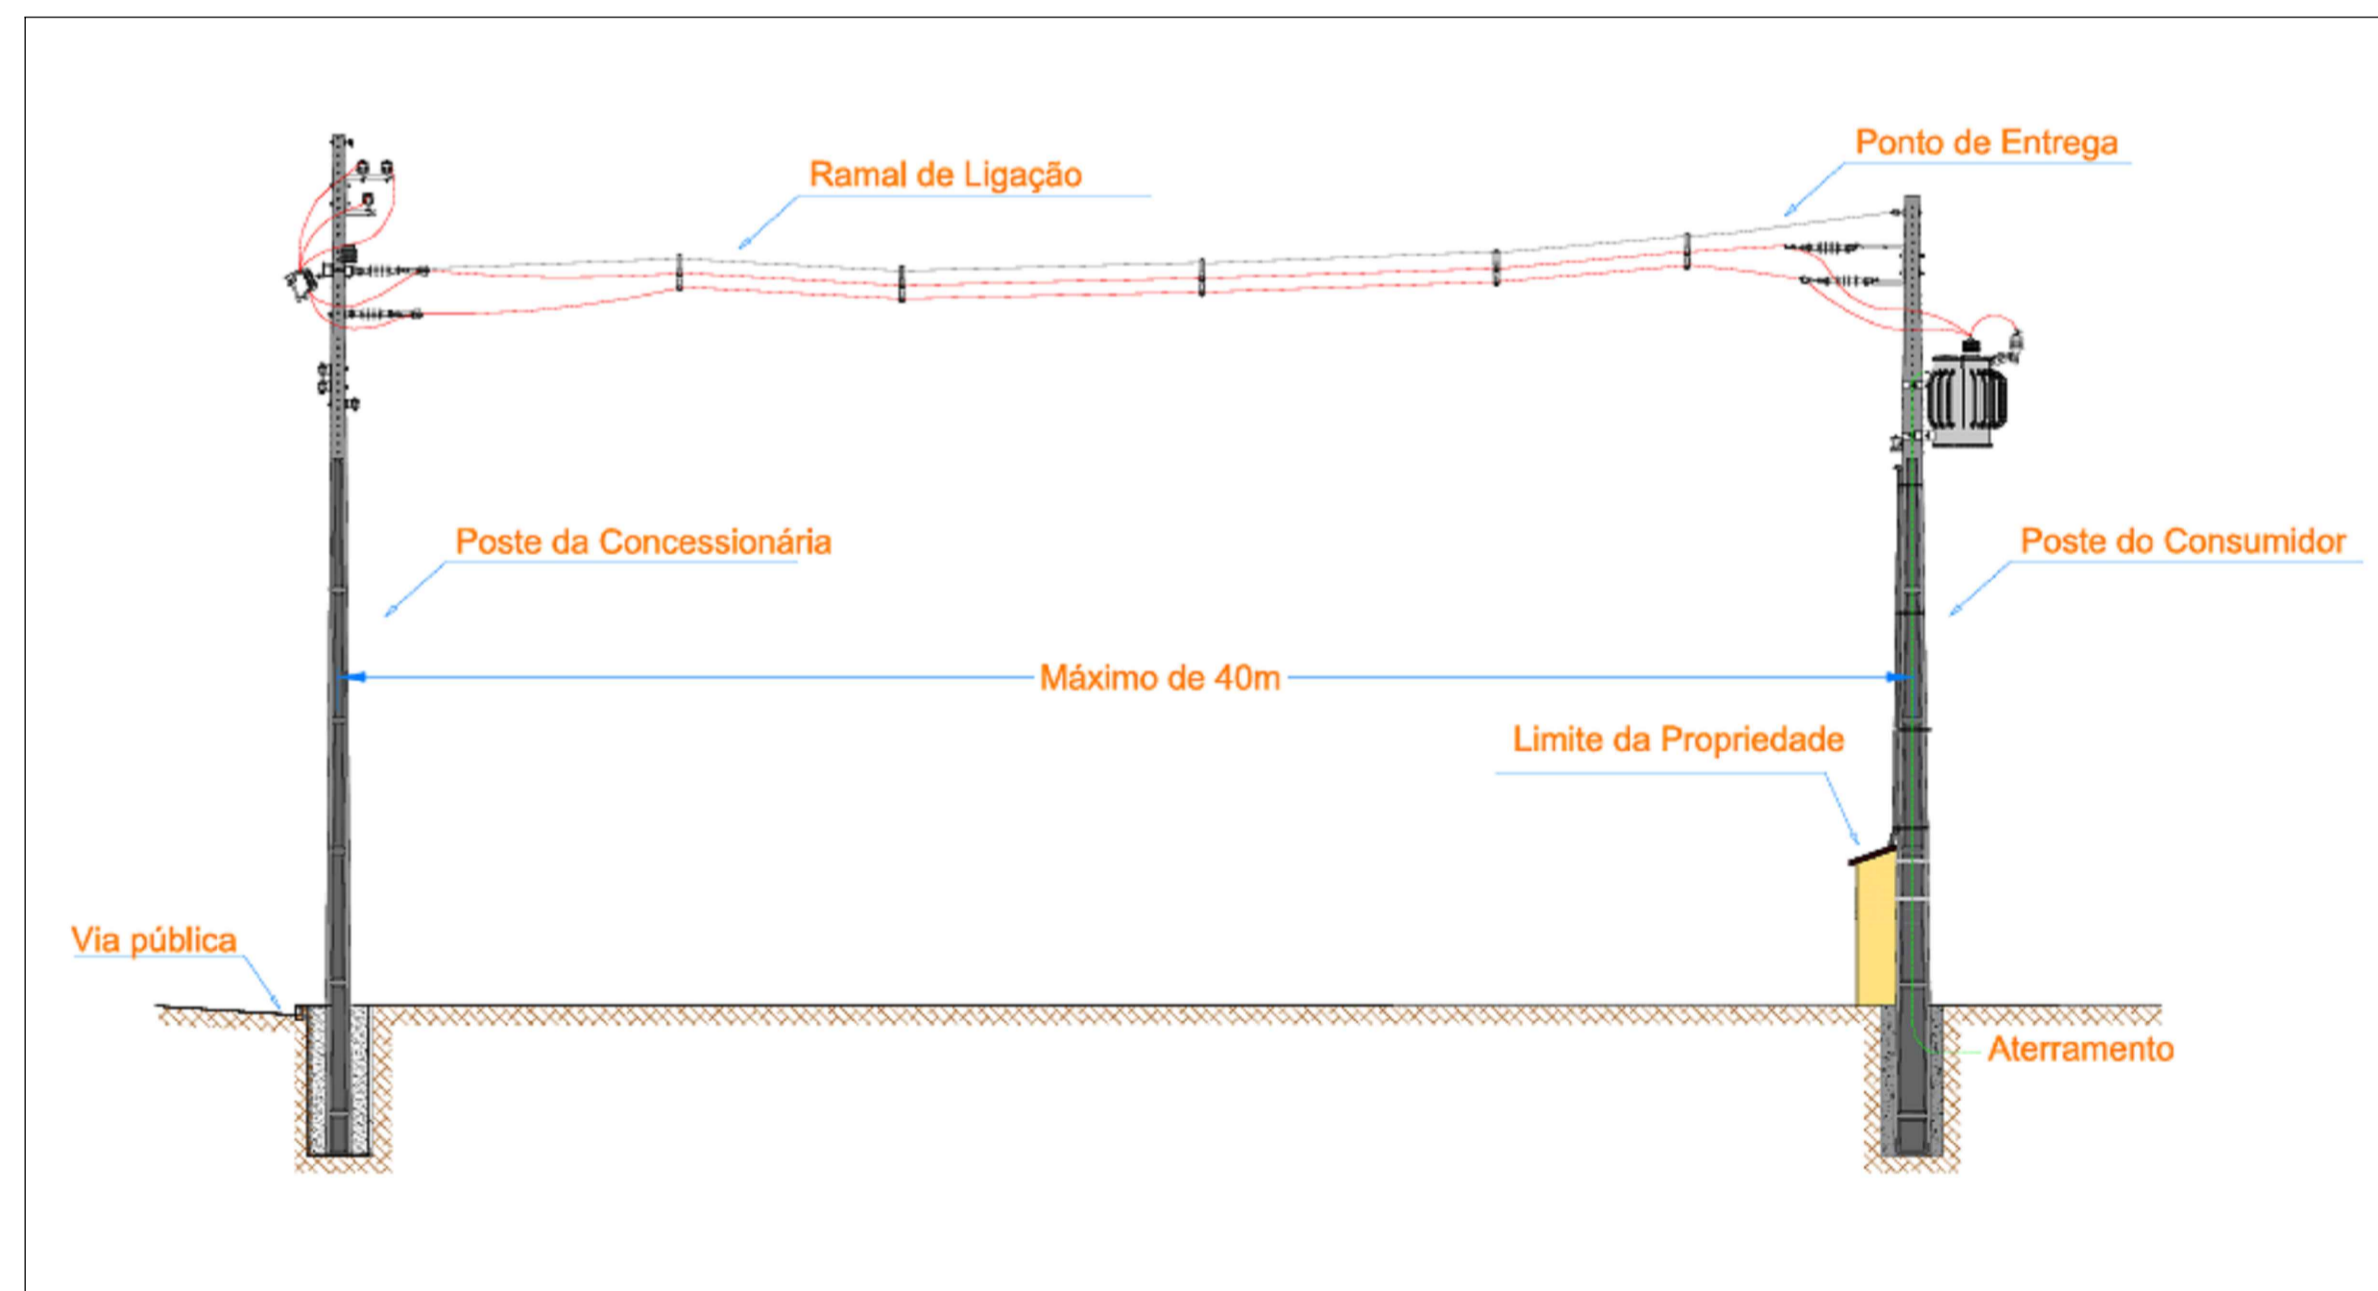 Ponto de Entrega
Ramal de Ligação
Poste da Concessionária
Poste do Consumidor
Máximo de 40m
Limite da Propriedade
Via pública
Aterramento